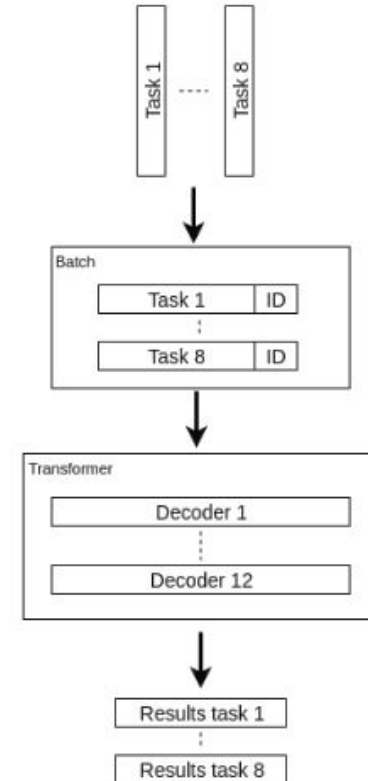 Task 1
Task 8
Batch
Task 1 ID
Task 8 ID
Transformer
Decoder 1
Decoder 12
Results task 1
Results task 8